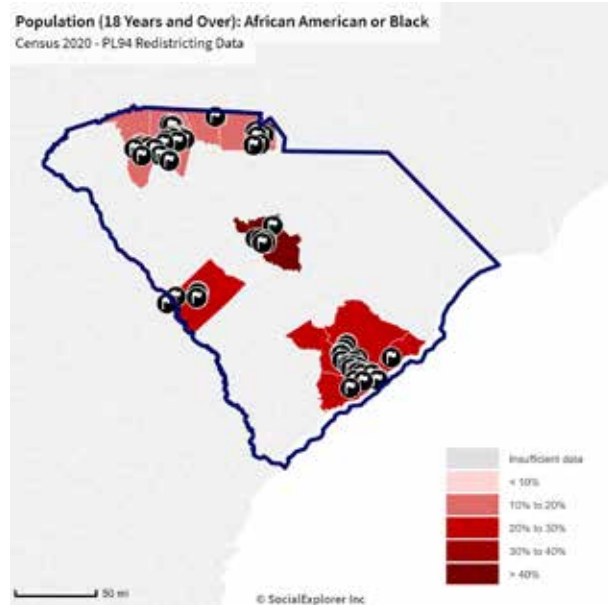 Population (18 Years and Over): African American or Black
Census 2020 - PL94 Redistricting Data
Insufficient data
< 10%
10% to 20%
20% to 30%
30% to 40%
> 40%
50 mi
© SocialExplorer Inc